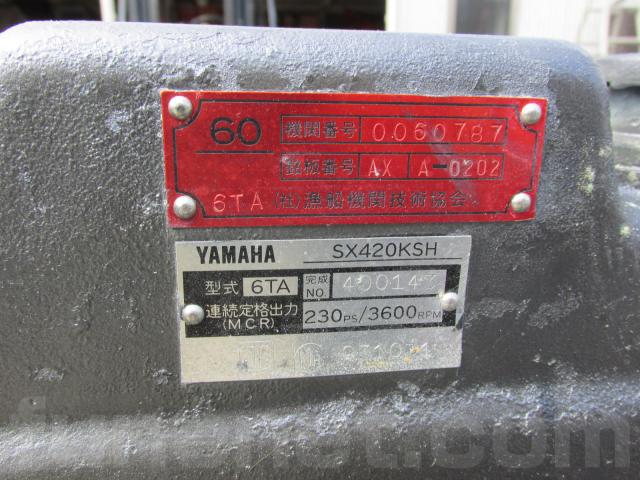 60 機関番号 0060787
銘板番号 AX A-0202
6TA (社)漁船機関技術協会
YAMAHA SX420KSH
型式 6TA 完成NO.
連続定格出力 (MCR) 230PS/3600RPM